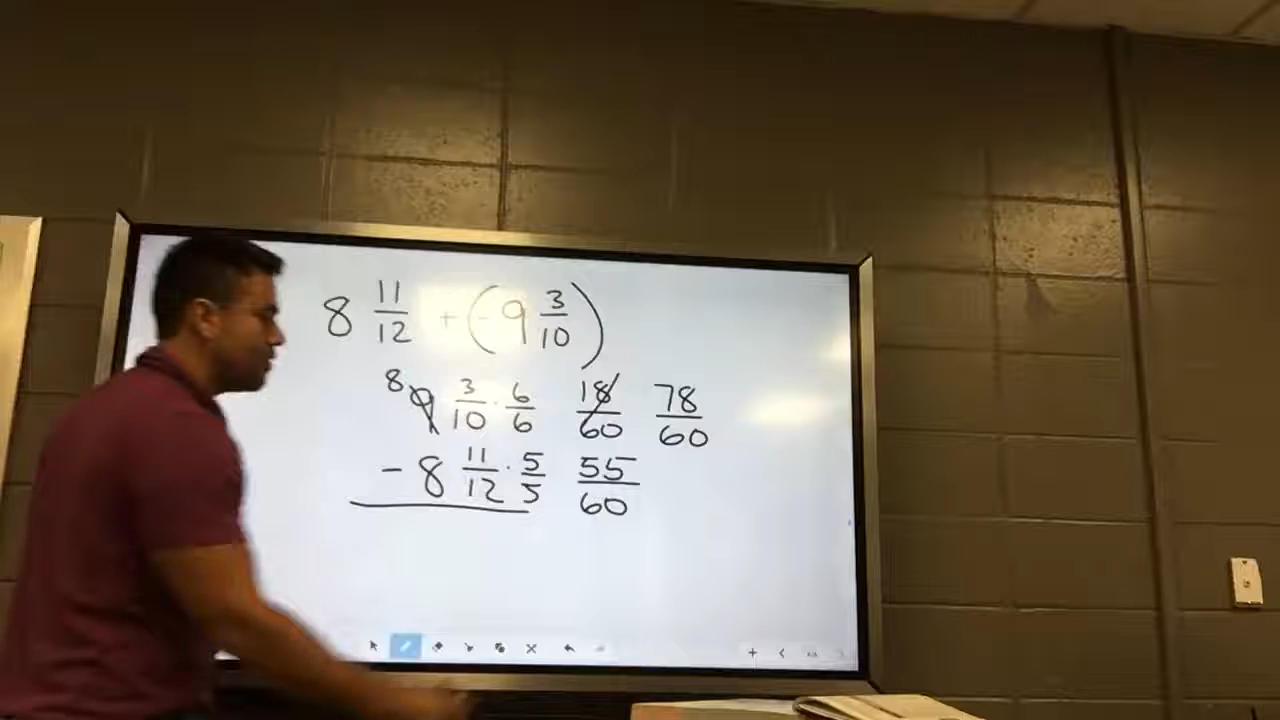 8 11/12 + (-9 3/10)
8 9 3/10 · 6/6 18/60 78/60
- 8 11/12 · 5/5 55/60